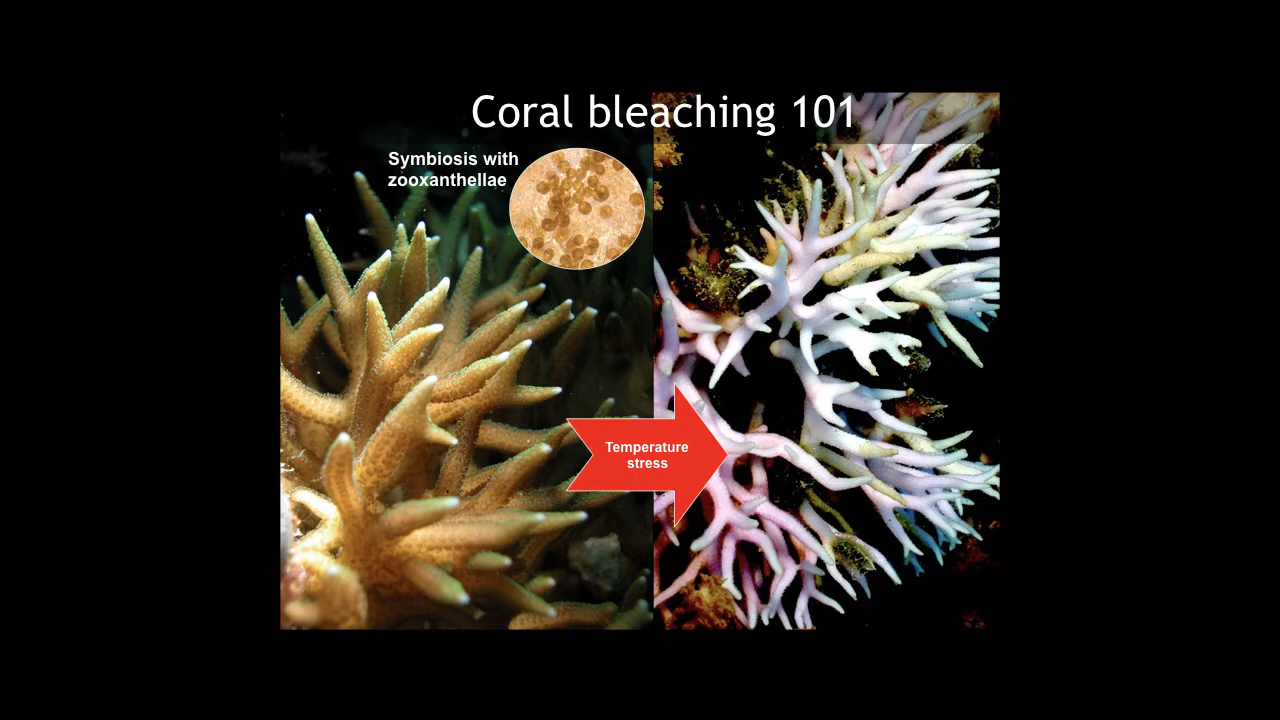 Coral bleaching 101
Symbiosis with
zooxanthellae
Temperature
stress